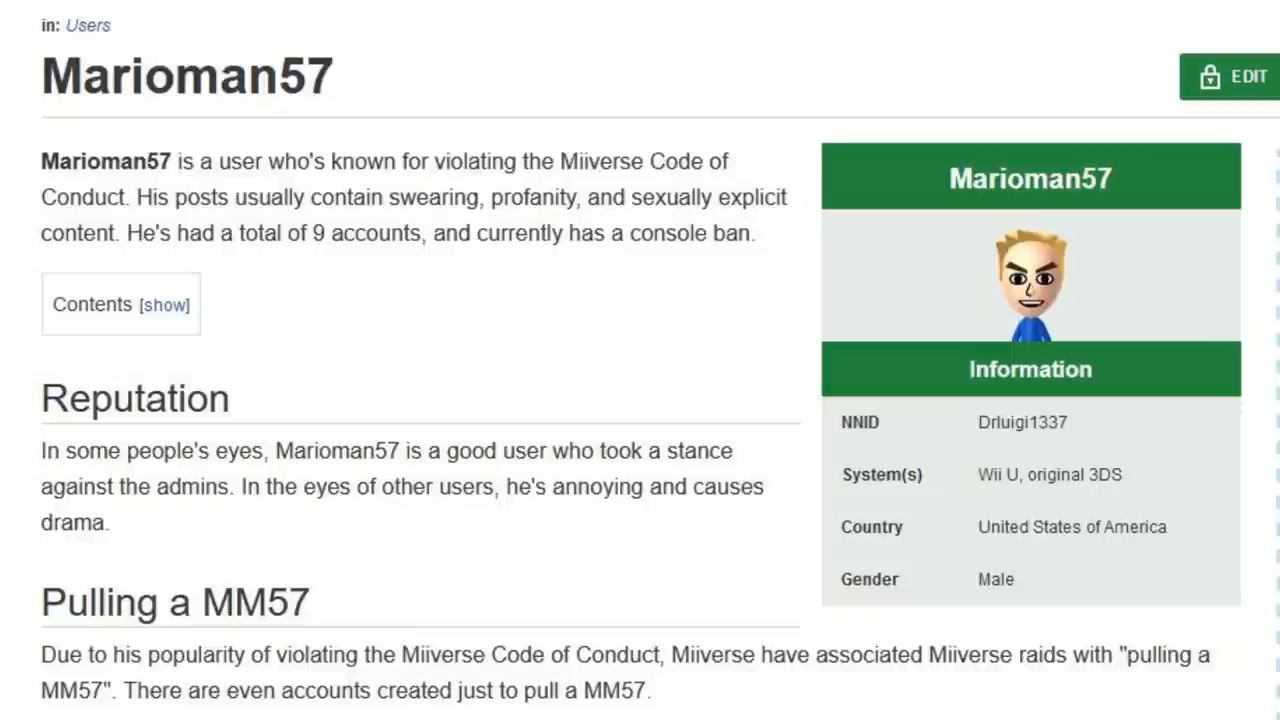 in: Users
Marioman57
EDIT
Marioman57 is a user who's known for violating the Miiverse Code of
Conduct. His posts usually contain swearing, profanity, and sexually explicit
content. He's had a total of 9 accounts, and currently has a console ban.
Contents [show]
Reputation
In some people's eyes, Marioman57 is a good user who took a stance
against the admins. In the eyes of other users, he's annoying and causes
drama.
Pulling a MM57
Due to his popularity of violating the Miiverse Code of Conduct, Miiverse have associated Miiverse raids with "pulling a
MM57". There are even accounts created just to pull a MM57.
Marioman57
Information
NNID Drluigi1337
System(s) Wii U, original 3DS
Country United States of America
Gender Male